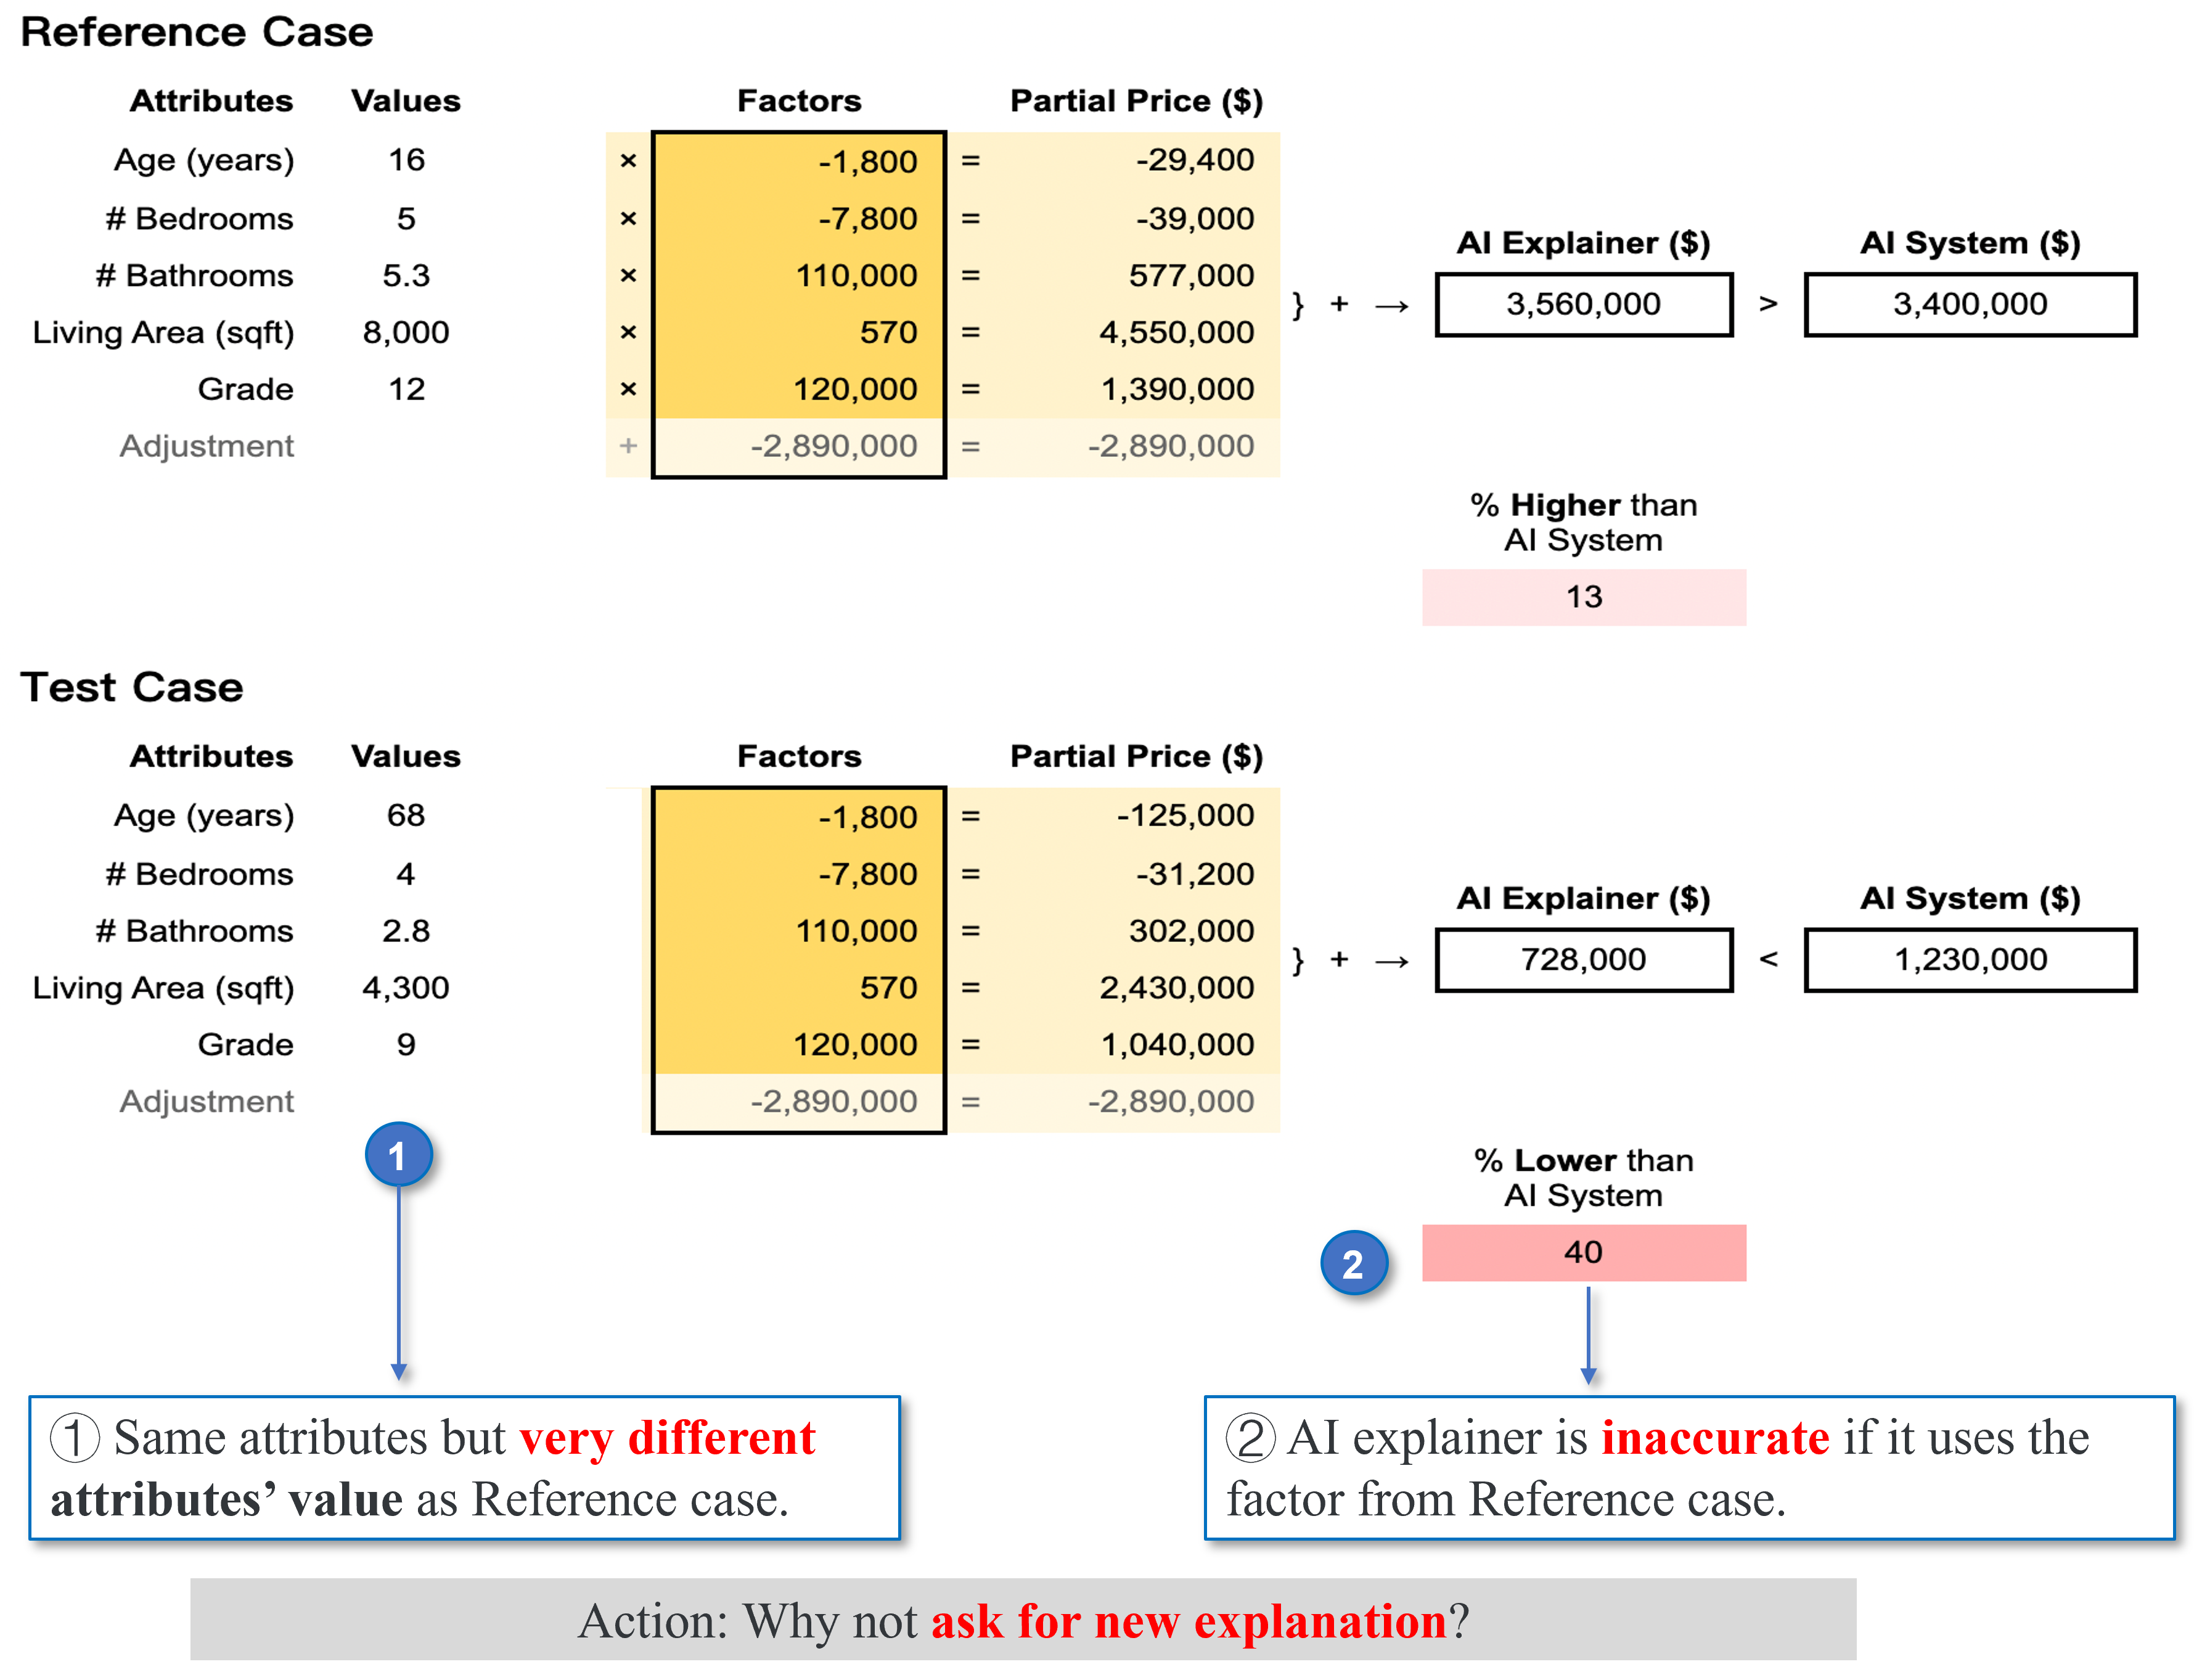 Reference Case
Attributes Values Factors Partial Price ($)
Age (years) 16 × -1,800 = -29,400
# Bedrooms 5 × -7,800 = -39,000
# Bathrooms 5.3 × 110,000 = 577,000
Living Area (sqft) 8,000 × 570 = 4,550,000
Grade 12 × 120,000 = 1,390,000
Adjustment + -2,890,000 = -2,890,000
AI Explainer ($) AI System ($)
} + → 3,560,000 > 3,400,000
% Higher than
AI System
13
Test Case
Attributes Values Factors Partial Price ($)
Age (years) 68 -1,800 = -125,000
# Bedrooms 4 -7,800 = -31,200
# Bathrooms 2.8 110,000 = 302,000
Living Area (sqft) 4,300 570 = 2,430,000
Grade 9 120,000 = 1,040,000
Adjustment -2,890,000 = -2,890,000
AI Explainer ($) AI System ($)
} + → 728,000 < 1,230,000
% Lower than
AI System
40
1
2
① Same attributes but very different
attributes’ value as Reference case.
② AI explainer is inaccurate if it uses the
factor from Reference case.
Action: Why not ask for new explanation?